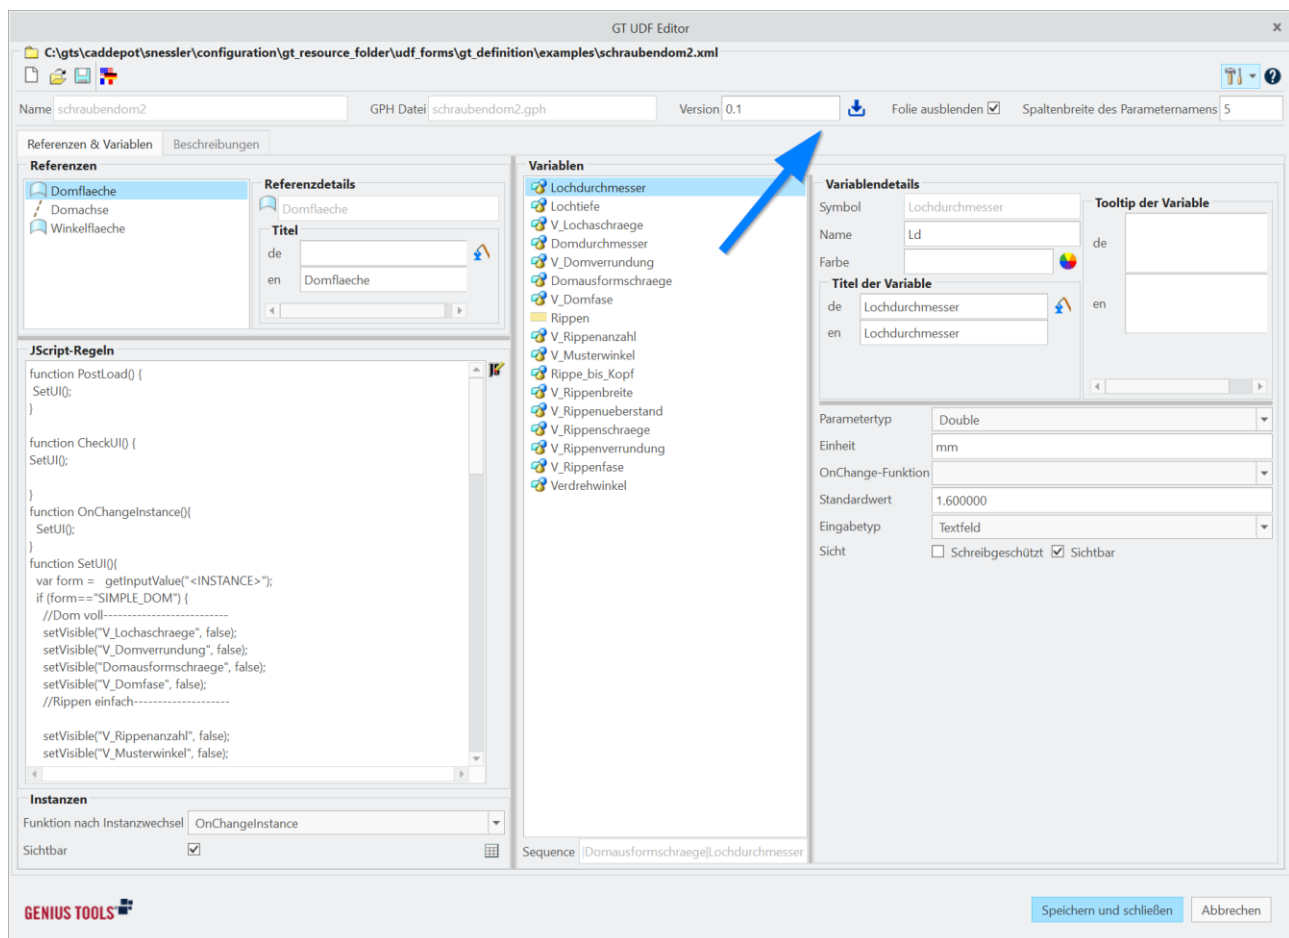 GT UDF Editor
C:\gts\caddepot\snessler\configuration\gt_resource_folder\udf_forms\gt_definition\examples\schraubendom2.xml
Name schraubendom2 GPH Datei schraubendom2.gph Version 0.1 Folie ausblenden Spaltenbreite des Parameternamens 5
Referenzen & Variablen Beschreibungen
Referenzen
Domflaeche
Domachse
Winkelflaeche
Referenzdetails
Domflaeche
Titel
de
en Domflaeche
JScript-Regeln
function PostLoad() {
SetUI();
}
function CheckUI() {
SetUI();
}
function OnChangeInstance(){
SetUI();
}
function SetUI(){
var form = getInputValue("<INSTANCE>");
if (form=="SIMPLE_DOM") {
//Dom voll--------------------------
setVisible("V_Lochaschraege", false);
setVisible("V_Domverrundung", false);
setVisible("Domausformschraege", false);
setVisible("V_Domfase", false);
//Rippen einfach--------------------
setVisible("V_Rippenanzahl", false);
setVisible("V_Musterwinkel", false);
Instanzen
Funktion nach Instanzwechsel OnChangeInstance
Sichtbar
Variablen
Lochdurchmesser
Lochtiefe
V_Lochaschraege
Domdurchmesser
V_Domverrundung
Domausformschraege
V_Domfase
Rippen
V_Rippenanzahl
V_Musterwinkel
Rippe_bis_Kopf
V_Rippenbreite
V_Rippenueberstand
V_Rippenschraege
V_Rippenverrundung
V_Rippenfase
Verdrehwinkel
Sequence |Domausformschraege|Lochdurchmesser
Variablendetails
Symbol Lochdurchmesser
Name Ld
Farbe
Titel der Variable
de Lochdurchmesser
en Lochdurchmesser
Tooltip der Variable
de
en
Parametertyp Double
Einheit mm
OnChange-Funktion
Standardwert 1.600000
Eingabetyp Textfeld
Sicht Schreibgeschützt Sichtbar
GENIUS TOOLS
Speichern und schließen Abbrechen